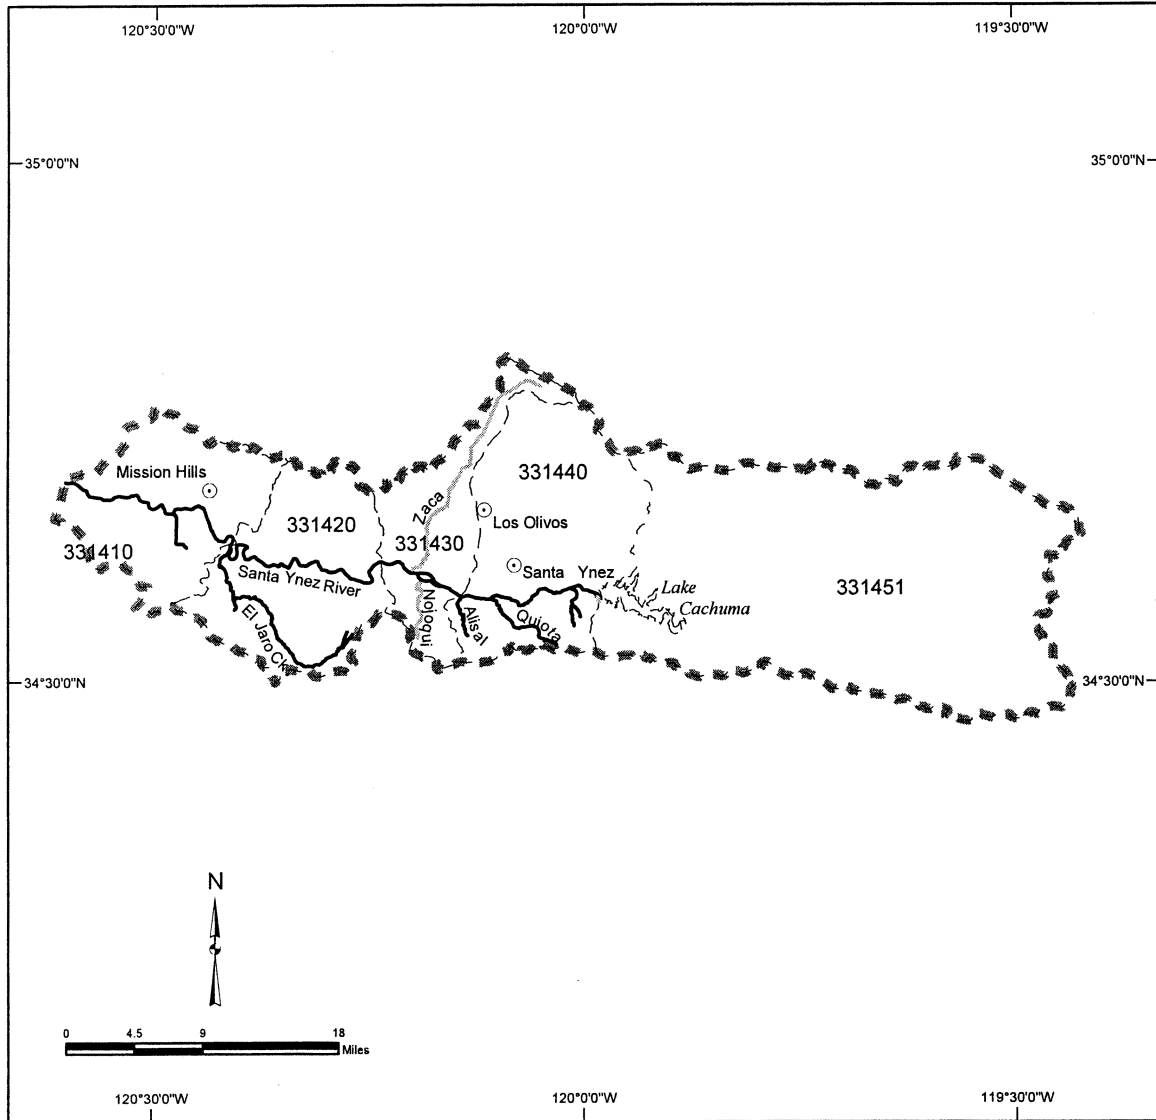 120°30'0"W
120°0'0"W
119°30'0"W
35°0'0"N
35°0'0"N
Mission Hills
331440
Zaca
331420
Los Olivos
331430
331410
Santa Ynez
Santa Ynez River
Lake
Cachuma
331451
Nojoqui
Alisal
Quiota
El Jaro Ck
34°30'0"N
34°30'0"N
N
0 4.5 9 18
Miles
120°30'0"W
120°0'0"W
119°30'0"W